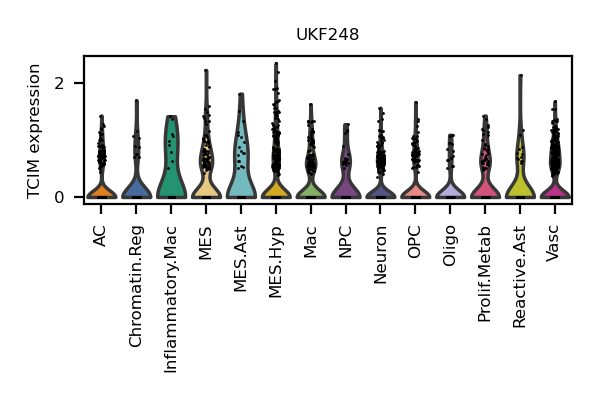 UKF248
TCIM expression
2
0
AC
Chromatin.Reg
Inflammatory.Mac
MES
MES.Ast
MES.Hyp
Mac
NPC
Neuron
OPC
Oligo
Prolif.Metab
Reactive.Ast
Vasc